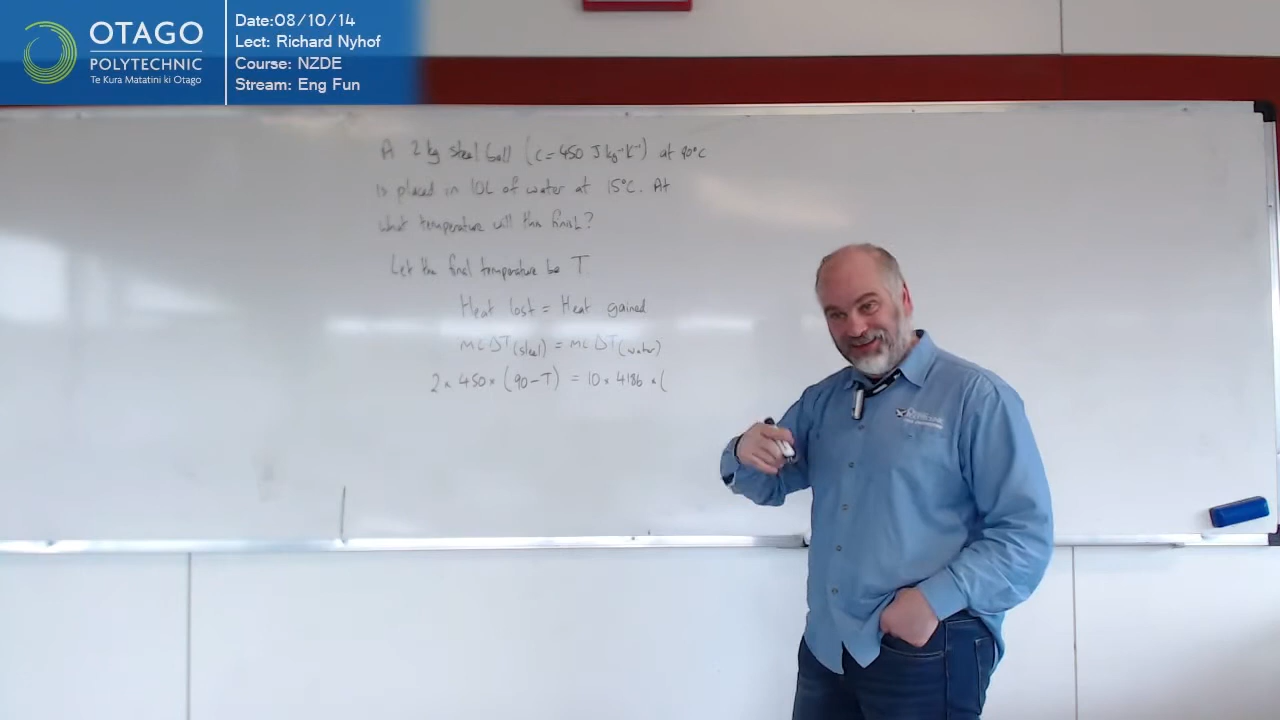 OTAGO
POLYTECHNIC
Te Kura Matatini ki Otago
Date:08/10/14
Lect: Richard Nyhof
Course: NZDE
Stream: Eng Fun
A 2kg steel ball (c=450 J kg⁻¹K⁻¹) at 90°C
is placed in 10L of water at 15°C. At
what temperature will this finish?
Let the final temperature be T.
Heat lost = Heat gained
mcΔT(steel) = mcΔT(water)
2 × 450 × (90-T) = 10 × 4186 × (